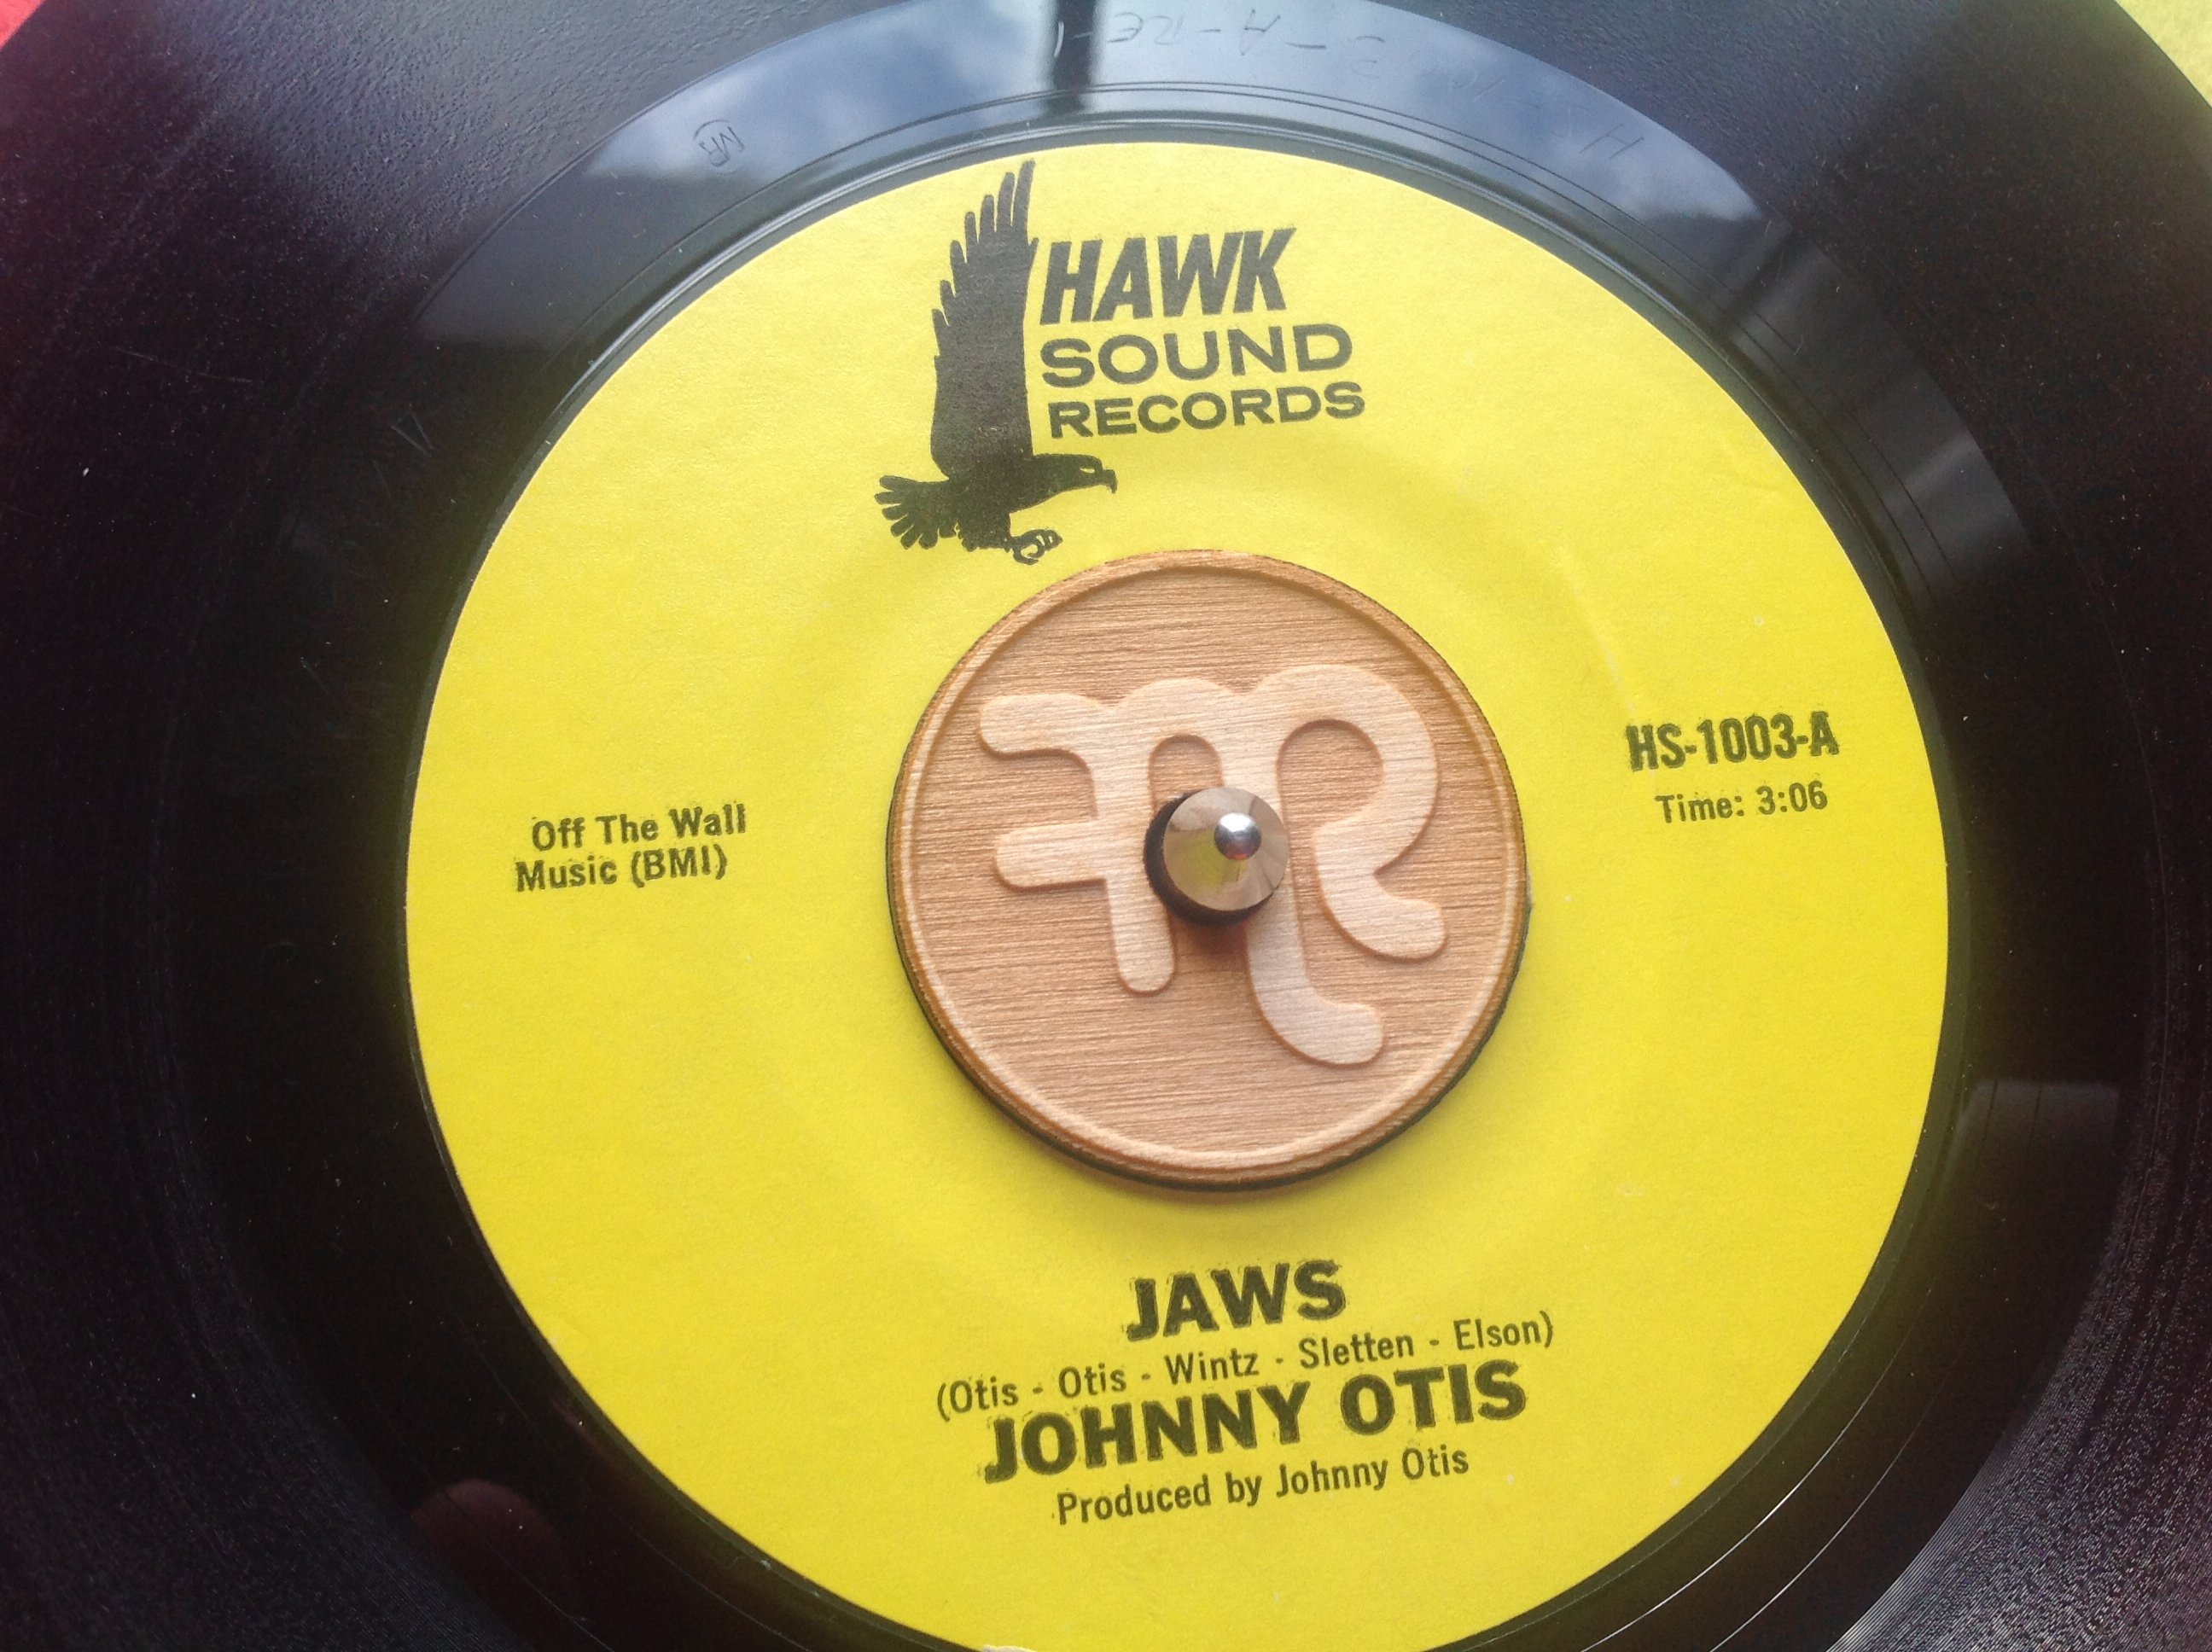 HAWK
SOUND
RECORDS
HS-1003-A
Time: 3:06
Off The Wall
Music (BMI)
JAWS
(Otis - Otis - Wintz - Sletten - Elson)
JOHNNY OTIS
Produced by Johnny Otis